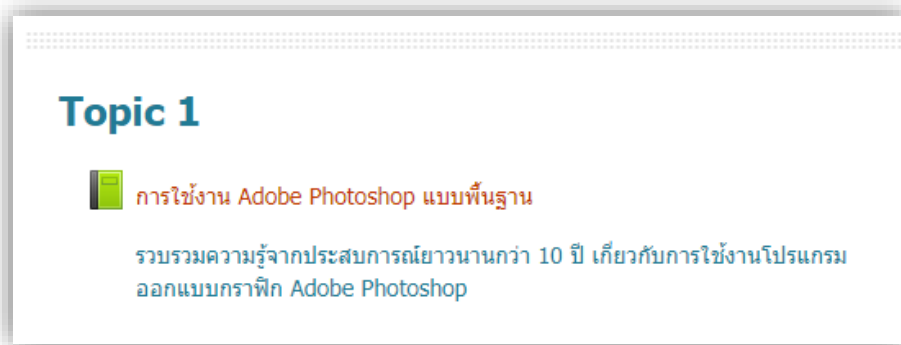 Topic 1
การใช้งาน Adobe Photoshop แบบพื้นฐาน
รวบรวมความรู้จากประสบการณ์ยาวนานกว่า 10 ปี เกี่ยวกับการใช้งานโปรแกรม
ออกแบบกราฟิก Adobe Photoshop